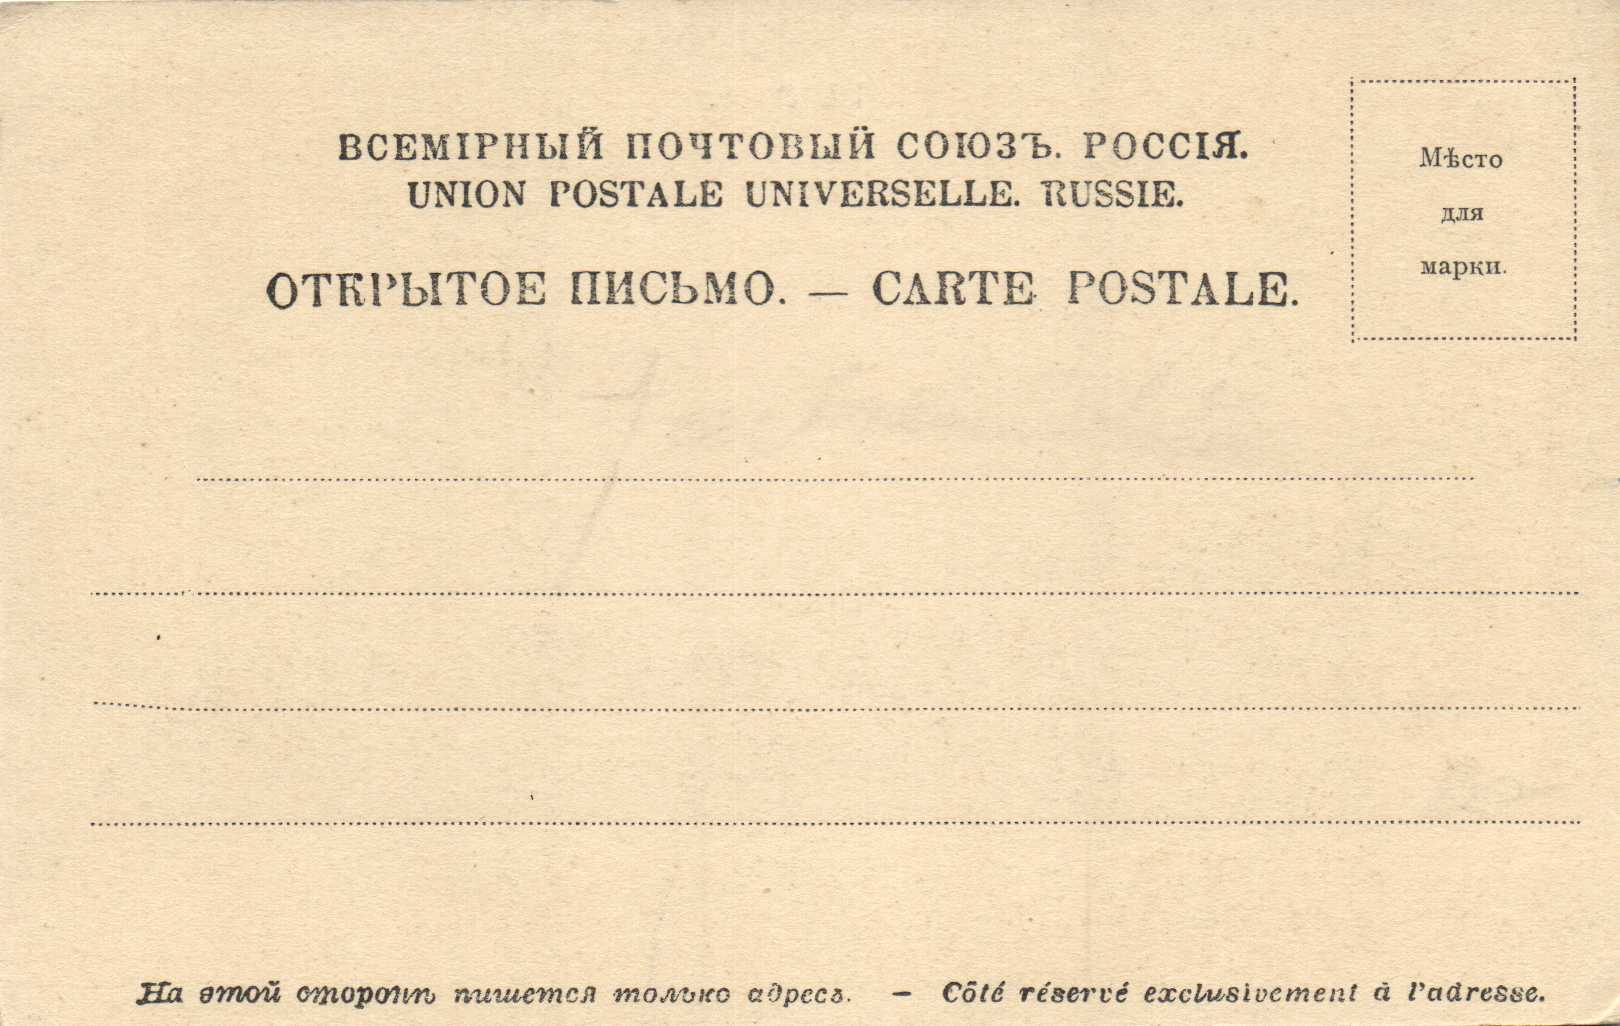 ВСЕМІРНЫЙ ПОЧТОВЫЙ СОЮЗЪ. РОССІЯ.
UNION POSTALE UNIVERSELLE. RUSSIE.
ОТКРЫТОЕ ПИСЬМО. — CARTE POSTALE.
Мѣсто
для
марки.
На этой сторонѣ пишется только адресъ. — Côté réservé exclusivement à l'adresse.